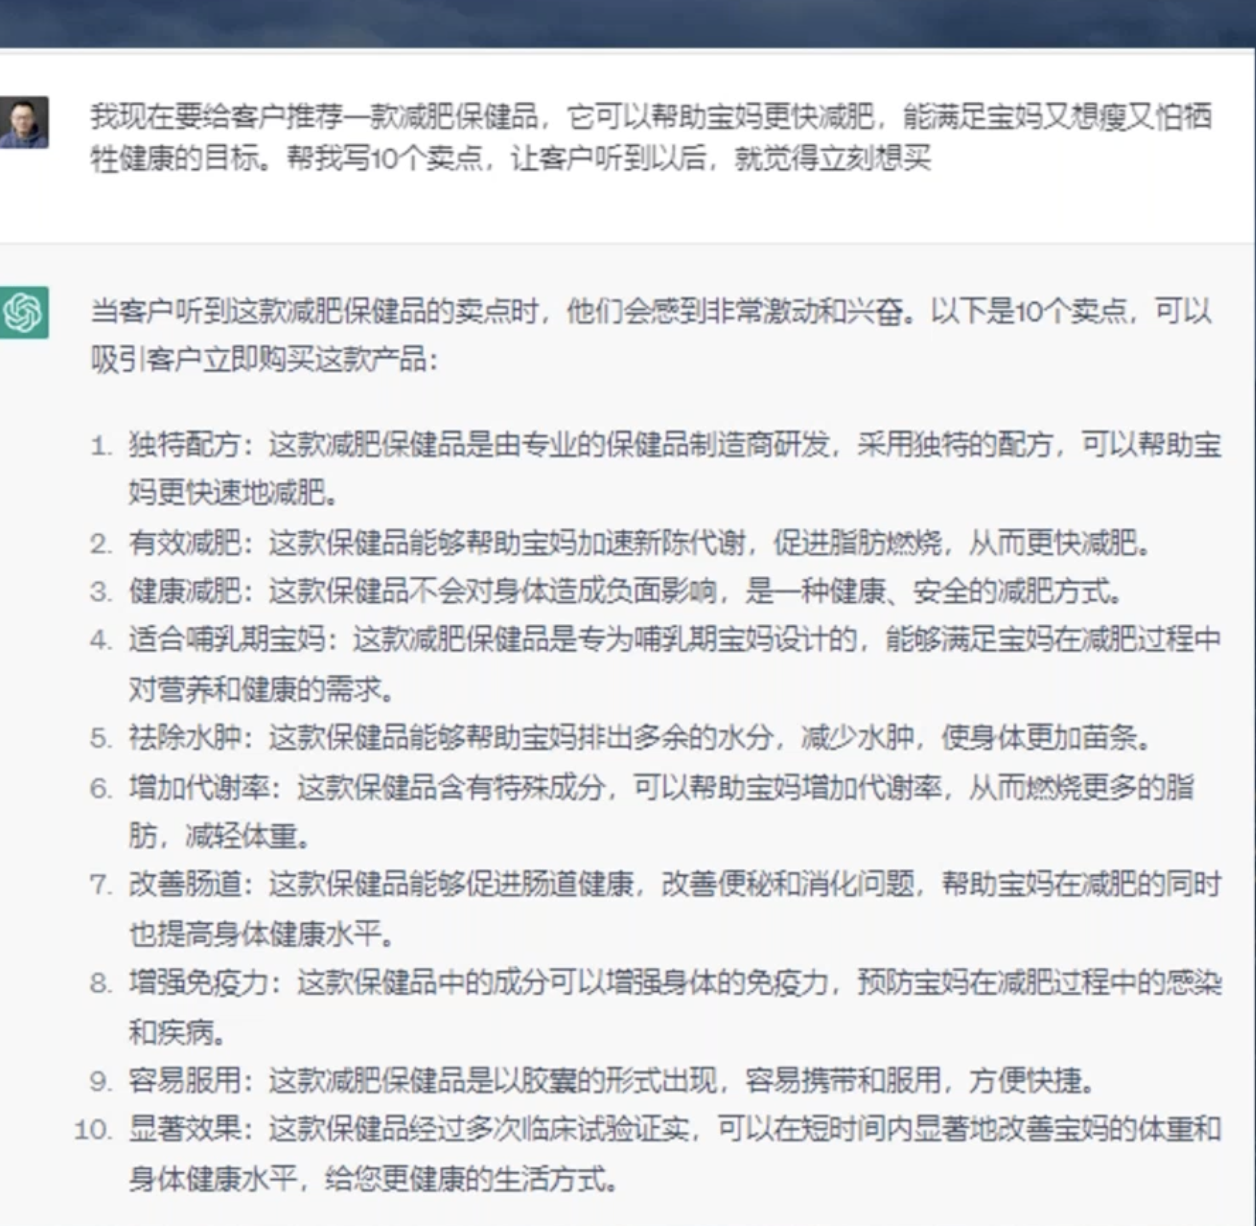 我现在要给客户推荐一款减肥保健品，它可以帮助宝妈更快减肥，能满足宝妈又想瘦又怕牺
牲健康的目标。帮我写10个卖点，让客户听到以后，就觉得立刻想买
当客户听到这款减肥保健品的卖点时，他们会感到非常激动和兴奋。以下是10个卖点，可以
吸引客户立即购买这款产品：
1. 独特配方：这款减肥保健品是由专业的保健品制造商研发，采用独特的配方，可以帮助宝
妈更快速地减肥。
2. 有效减肥：这款保健品能够帮助宝妈加速新陈代谢，促进脂肪燃烧，从而更快减肥。
3. 健康减肥：这款保健品不会对身体造成负面影响，是一种健康、安全的减肥方式。
4. 适合哺乳期宝妈：这款减肥保健品是专为哺乳期宝妈设计的，能够满足宝妈在减肥过程中
对营养和健康的需求。
5. 祛除水肿：这款保健品能够帮助宝妈排出多余的水分，减少水肿，使身体更加苗条。
6. 增加代谢率：这款保健品含有特殊成分，可以帮助宝妈增加代谢率，从而燃烧更多的脂
肪，减轻体重。
7. 改善肠道：这款保健品能够促进肠道健康，改善便秘和消化问题，帮助宝妈在减肥的同时
也提高身体健康水平。
8. 增强免疫力：这款保健品中的成分可以增强身体的免疫力，预防宝妈在减肥过程中的感染
和疾病。
9. 容易服用：这款减肥保健品是以胶囊的形式出现，容易携带和服用，方便快捷。
10. 显著效果：这款保健品经过多次临床试验证实，可以在短时间内显著地改善宝妈的体重和
身体健康水平，给您更健康的生活方式。